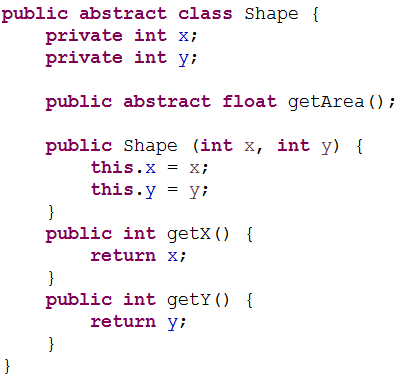 public abstract class Shape {
    private int x;
    private int y;

    public abstract float getArea();

    public Shape (int x, int y) {
        this.x = x;
        this.y = y;
    }
    public int getX() {
        return x;
    }
    public int getY() {
        return y;
    }
}